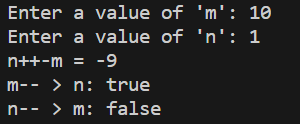 Enter a value of 'm': 10
Enter a value of 'n': 1
n++-m = -9
m-- > n: true
n-- > m: false